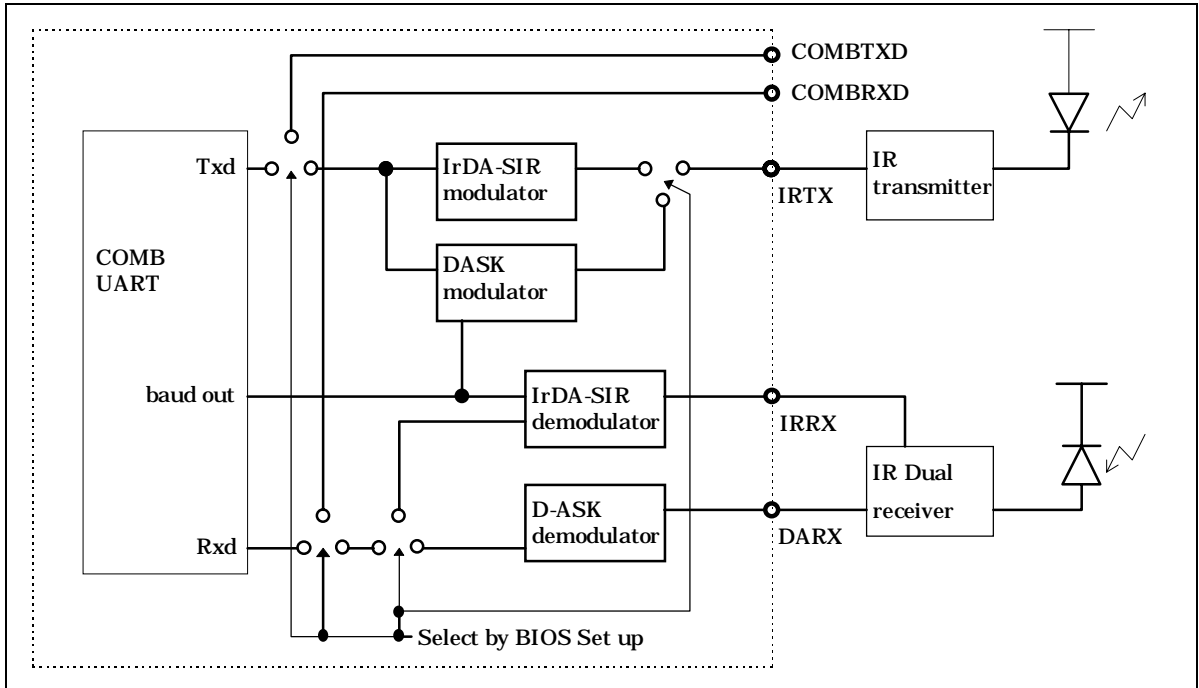 COMBTXD
COMBRXD
Txd
IrDA-SIR
modulator
IR
transmitter
IRTX
COMB
UART
DASK
modulator
baud out
IrDA-SIR
demodulator
IRRX
IR Dual
receiver
D-ASK
demodulator
DARX
Rxd
Select by BIOS Set up